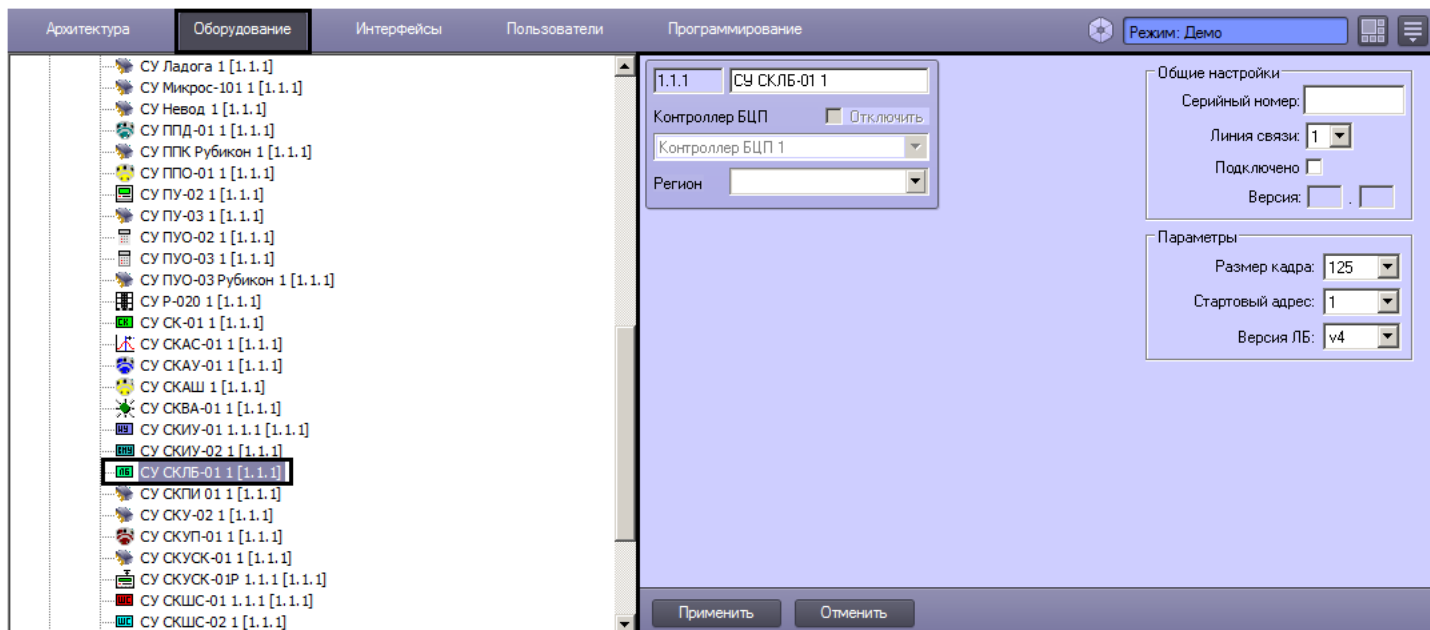 Архитектура Оборудование Интерфейсы Пользователи Программирование Режим: Демо
СУ Ладога 1 [1.1.1]
СУ Микрос-101 1 [1.1.1]
СУ Невод 1 [1.1.1]
СУ ППД-01 1 [1.1.1]
СУ ППК Рубикон 1 [1.1.1]
СУ ППО-01 1 [1.1.1]
СУ ПУ-02 1 [1.1.1]
СУ ПУ-03 1 [1.1.1]
СУ ПУО-02 1 [1.1.1]
СУ ПУО-03 1 [1.1.1]
СУ ПУО-03 Рубикон 1 [1.1.1]
СУ Р-020 1 [1.1.1]
СК СУ СК-01 1 [1.1.1]
СУ СКАС-01 1 [1.1.1]
СУ СКАУ-01 1 [1.1.1]
СУ СКАШ 1 [1.1.1]
СУ СКВА-01 1 [1.1.1]
ИУ СУ СКИУ-01 1.1.1 [1.1.1]
СУ СКИУ-02 1 [1.1.1]
ЛБ СУ СКЛБ-01 1 [1.1.1]
СУ СКПИ 01 1 [1.1.1]
СУ СКУ-02 1 [1.1.1]
СУ СКУП-01 1 [1.1.1]
СУ СКУСК-01 1 [1.1.1]
СУ СКУСК-01Р 1.1.1 [1.1.1]
ШС СУ СКШС-01 1.1.1 [1.1.1]
ШС СУ СКШС-02 1 [1.1.1]
1.1.1 СУ СКЛБ-01 1
Контроллер БЦП Отключить
Контроллер БЦП 1
Регион
Общие настройки
Серийный номер:
Линия связи: 1
Подключено
Версия: .
Параметры
Размер кадра: 125
Стартовый адрес: 1
Версия ЛБ: v4
Применить Отменить